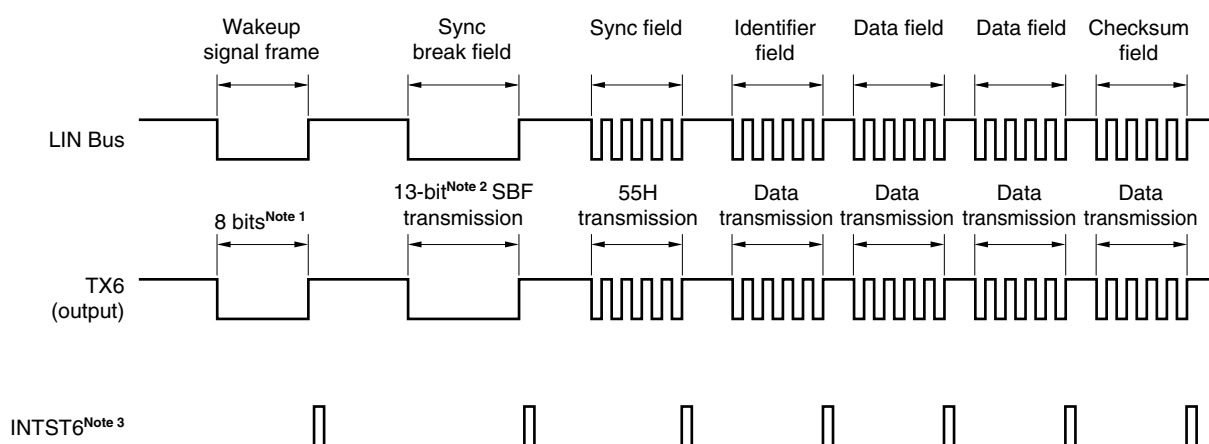 Wakeup
signal frame
Sync
break field
Sync field
Identifier
field
Data field
Data field
Checksum
field
LIN Bus
8 bitsNote 1
13-bitNote 2 SBF
transmission
55H
transmission
Data
transmission
Data
transmission
Data
transmission
Data
transmission
TX6
(output)
INTST6Note 3